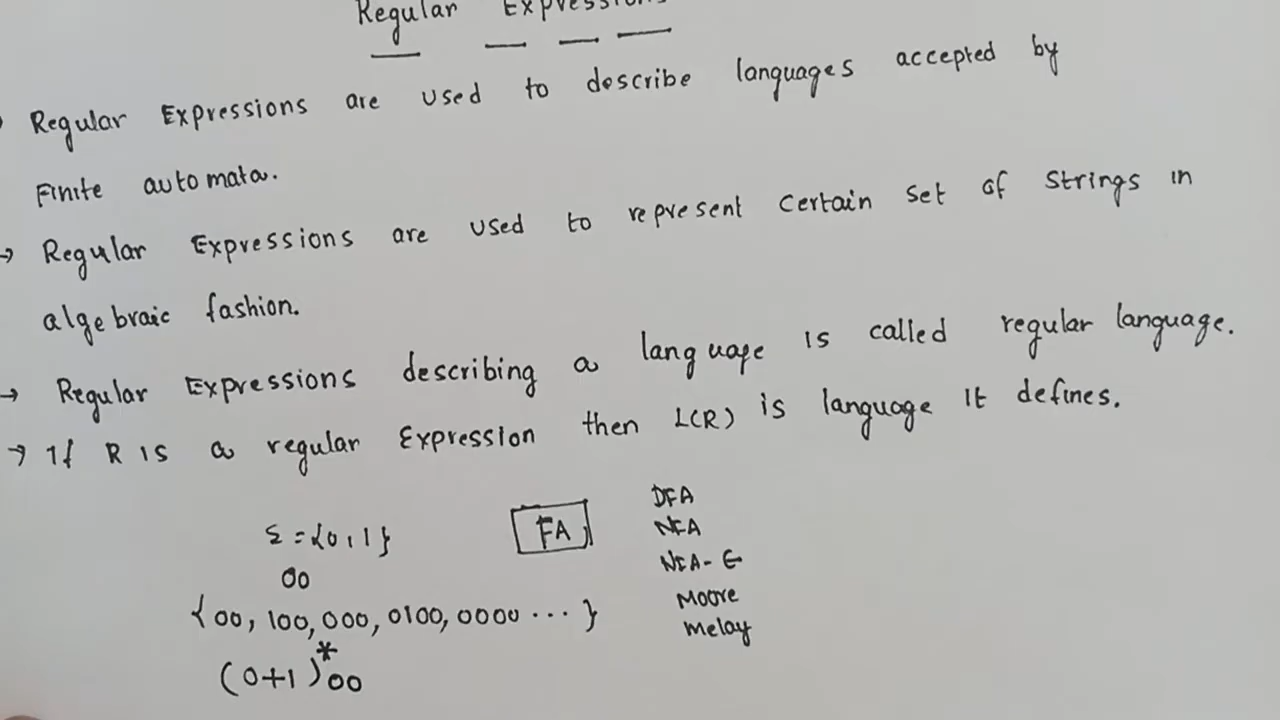 Regular Expressions
Regular Expressions are used to describe languages accepted by
Finite automata.
→ Regular Expressions are used to represent certain set of strings in
algebraic fashion.
→ Regular Expressions describing a language is called regular language.
→ If R is a regular Expression then L(R) is language It defines.
Σ = {0,1}
00
{00, 100, 000, 0100, 0000 ... }
(0+1)*00
FA
DFA
NFA
NFA-ϵ
Moore
Melay